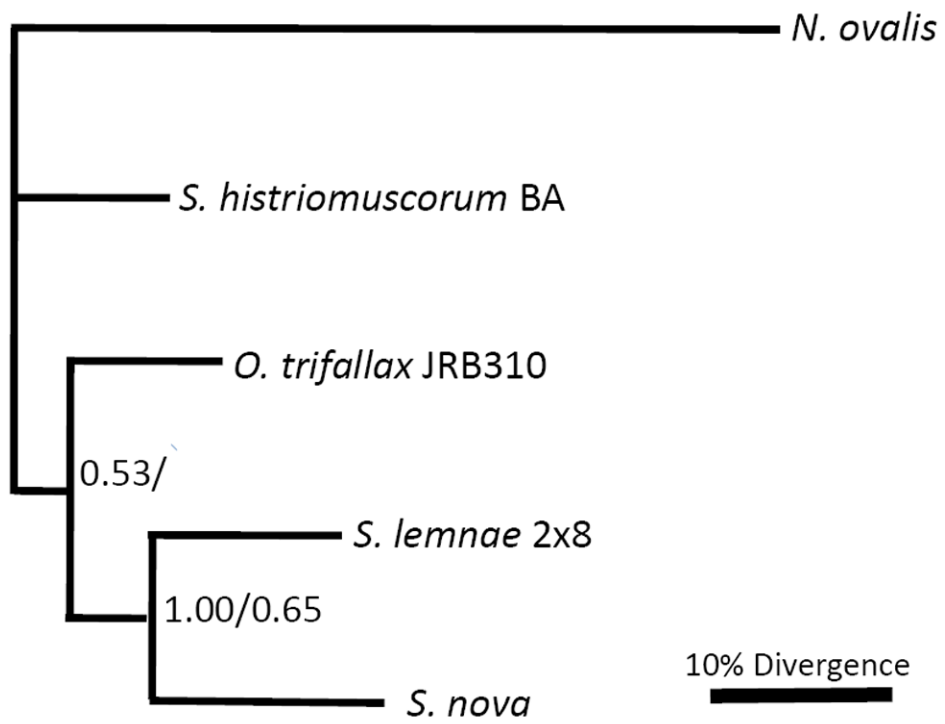 N. ovalis
S. histriomuscorum BA
O. trifallax JRB310
0.53/
S. lemnae 2x8
1.00/0.65
10% Divergence
S. nova